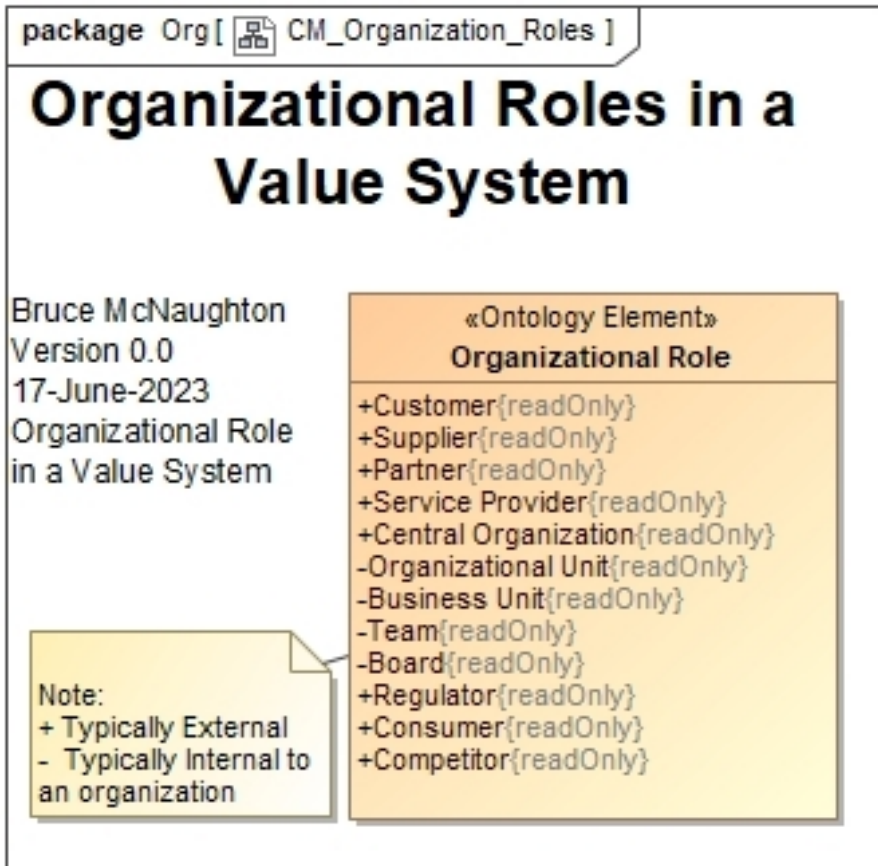 package Org[ CM_Organization_Roles ]
Organizational Roles in a
Value System
Bruce McNaughton
Version 0.0
17-June-2023
Organizational Role
in a Value System
«Ontology Element»
Organizational Role
+Customer{readOnly}
+Supplier{readOnly}
+Partner{readOnly}
+Service Provider{readOnly}
+Central Organization{readOnly}
-Organizational Unit{readOnly}
-Business Unit{readOnly}
-Team{readOnly}
-Board{readOnly}
+Regulator{readOnly}
+Consumer{readOnly}
+Competitor{readOnly}
Note:
+ Typically External
- Typically Internal to
an organization